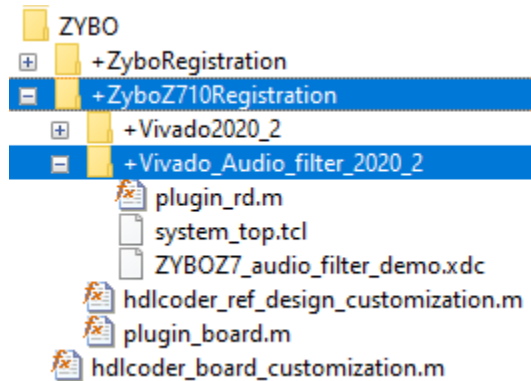 ZYBO
+ZyboRegistration
+ZyboZ710Registration
+Vivado2020_2
+Vivado_Audio_filter_2020_2
plugin_rd.m
system_top.tcl
ZYBOZ7_audio_filter_demo.xdc
hdlcoder_ref_design_customization.m
plugin_board.m
hdlcoder_board_customization.m